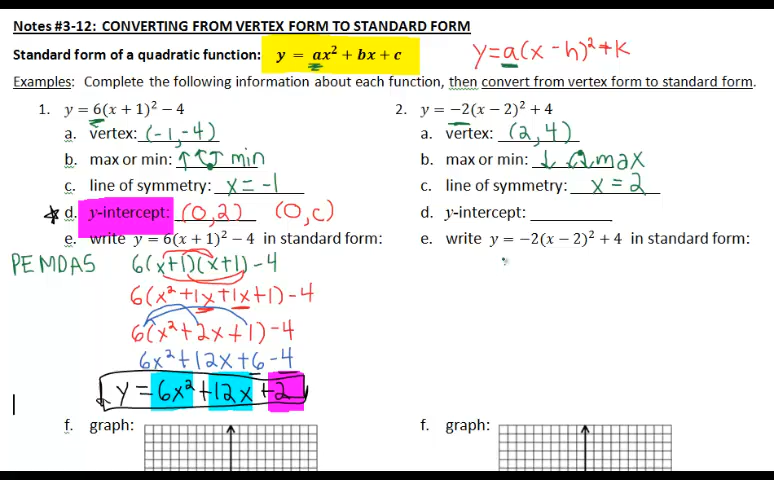 Notes #3-12: CONVERTING FROM VERTEX FORM TO STANDARD FORM
Standard form of a quadratic function: y = ax² + bx + c
y=a(x-h)²+k
Examples: Complete the following information about each function, then convert from vertex form to standard form.
1. y = 6(x + 1)² − 4
a. vertex: (-1,-4)
b. max or min: ↑ min
c. line of symmetry: x = -1
d. y-intercept: (0,2) (0,c)
e. write y = 6(x + 1)² − 4 in standard form:
PEMDAS 6(x+1)(x+1)-4
6(x²+1x+1x+1)-4
6(x²+2x+1)-4
6x²+12x+6-4
y=6x²+12x+2
f. graph:
2. y = −2(x − 2)² + 4
a. vertex: (2,4)
b. max or min: ↓ max
c. line of symmetry: x = 2
d. y-intercept:
e. write y = −2(x − 2)² + 4 in standard form:
f. graph: